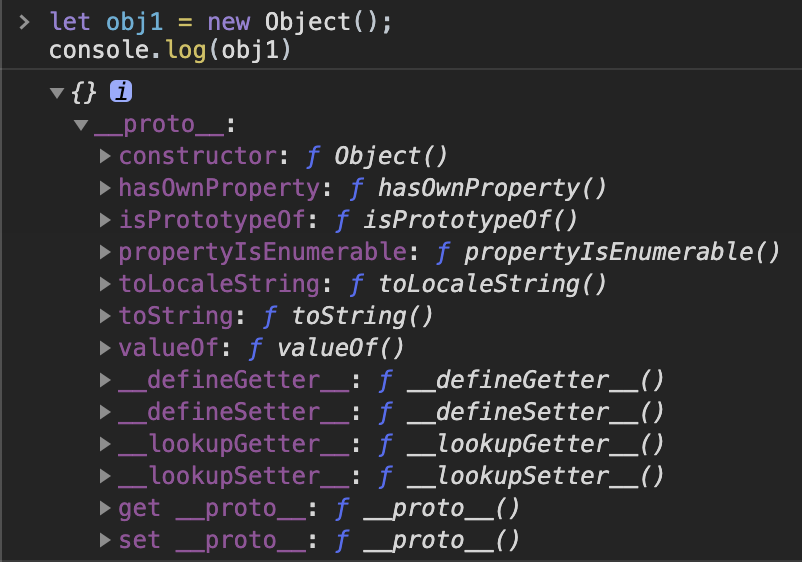 > let obj1 = new Object();
console.log(obj1)
▼{} i
▼__proto__:
▶constructor: ƒ Object()
▶hasOwnProperty: ƒ hasOwnProperty()
▶isPrototypeOf: ƒ isPrototypeOf()
▶propertyIsEnumerable: ƒ propertyIsEnumerable()
▶toLocaleString: ƒ toLocaleString()
▶toString: ƒ toString()
▶valueOf: ƒ valueOf()
▶__defineGetter__: ƒ __defineGetter__()
▶__defineSetter__: ƒ __defineSetter__()
▶__lookupGetter__: ƒ __lookupGetter__()
▶__lookupSetter__: ƒ __lookupSetter__()
▶get __proto__: ƒ __proto__()
▶set __proto__: ƒ __proto__()